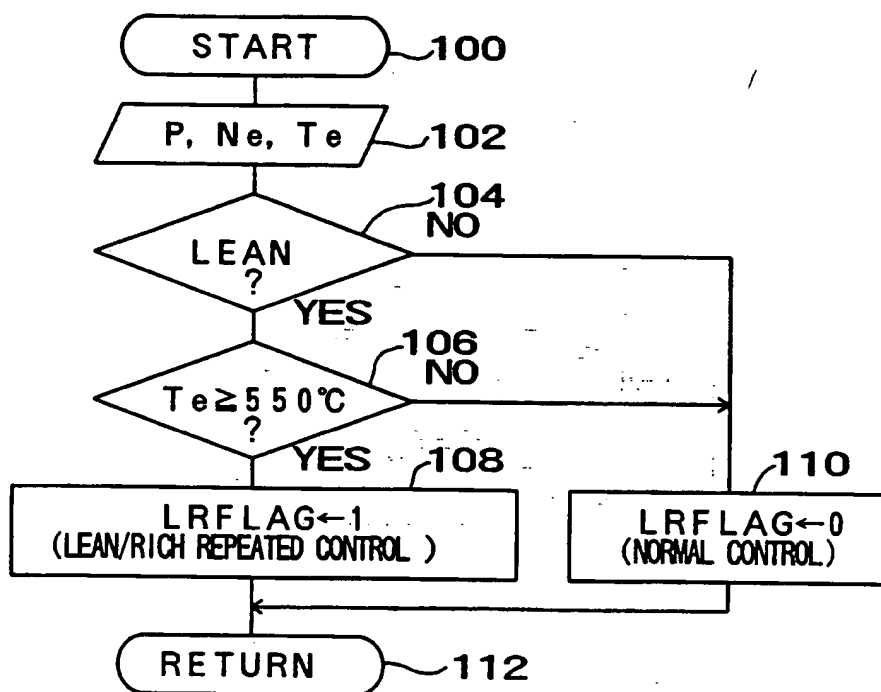 START
100
P, Ne, Te
102
104
NO
LEAN
?
YES
106
NO
Te≧550℃
?
YES
108
110
LRFLAG←1
(LEAN/RICH REPEATED CONTROL )
LRFLAG←0
(NORMAL CONTROL)
RETURN
112